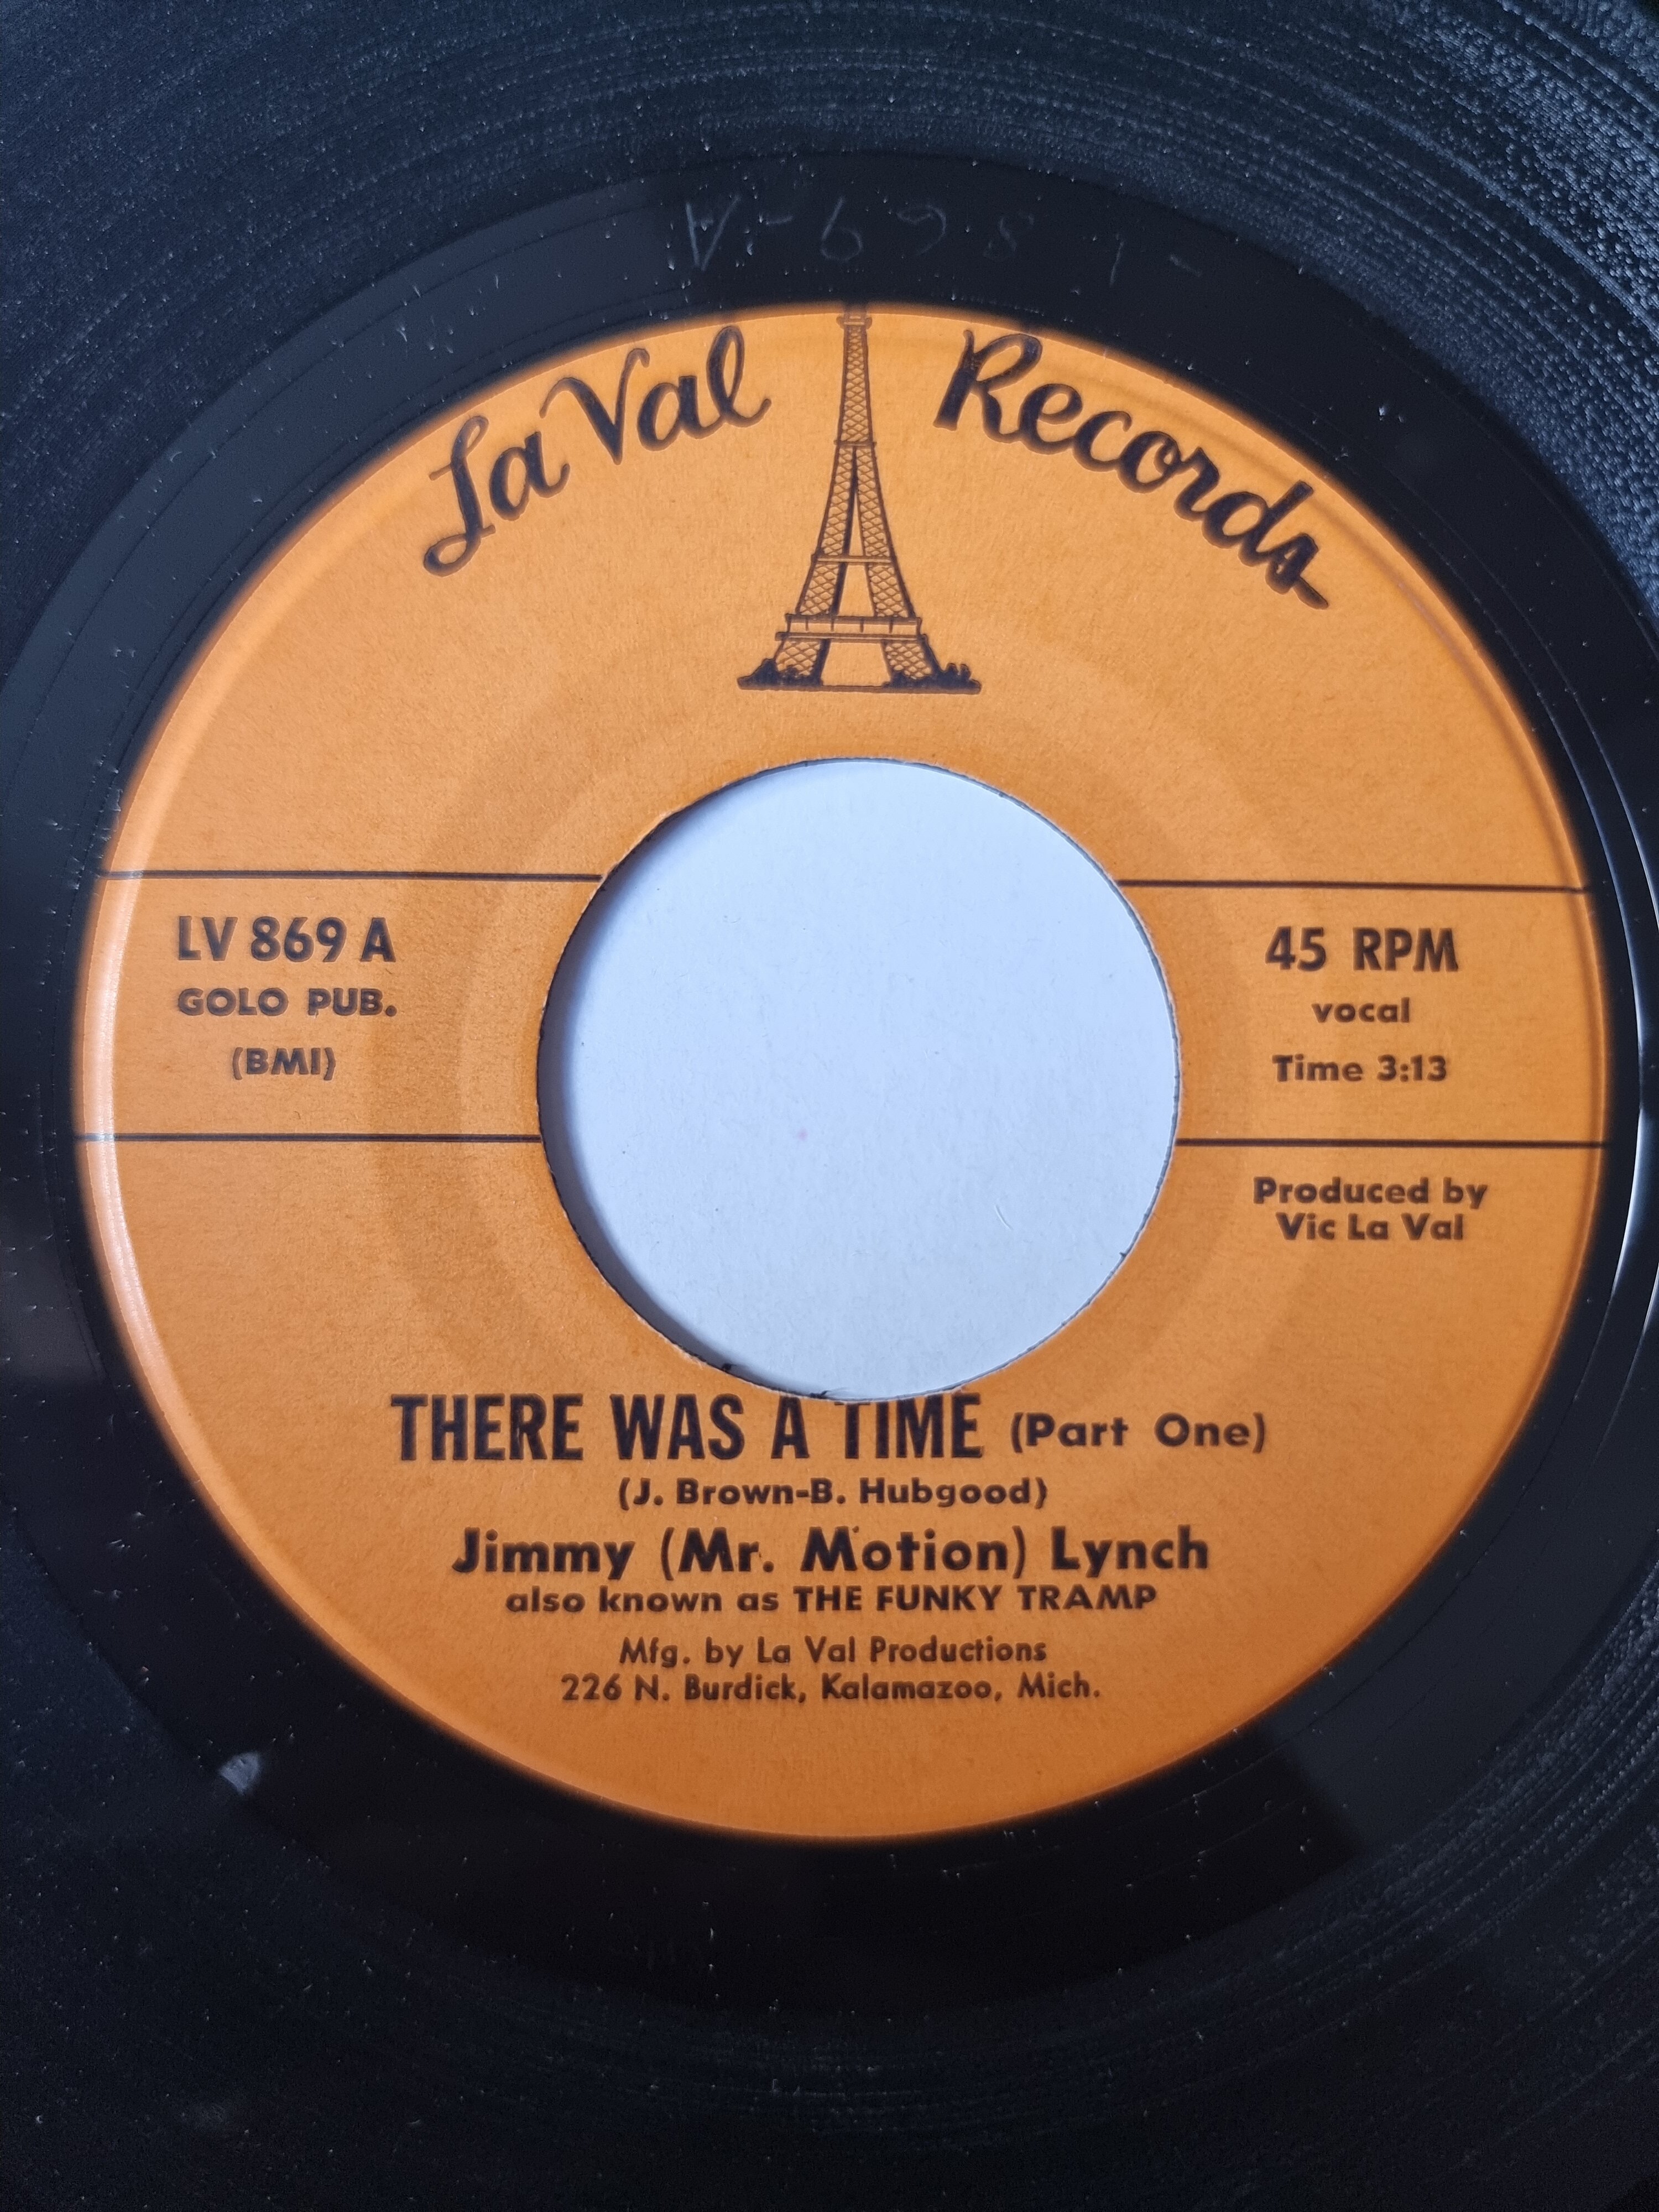 La Val Records
LV 869 A
GOLO PUB.
(BMI)
45 RPM
vocal
Time 3:13
Produced by
Vic La Val
THERE WAS A TIME (Part One)
(J. Brown-B. Hubgood)
Jimmy (Mr. Motion) Lynch
also known as THE FUNKY TRAMP
Mfg. by La Val Productions
226 N. Burdick, Kalamazoo, Mich.